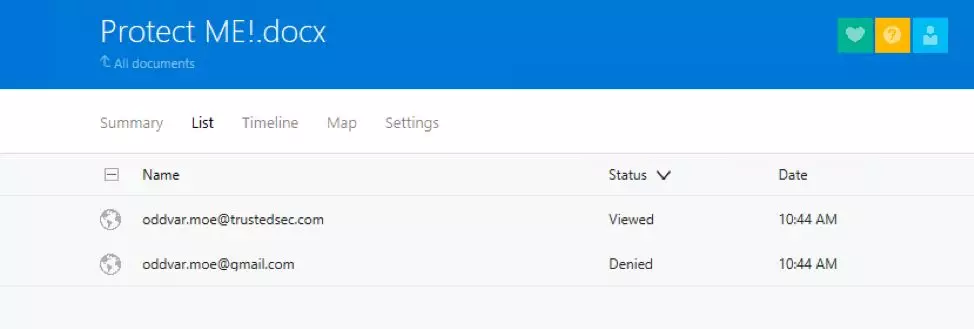 Protect ME!.docx
All documents
Summary List Timeline Map Settings
Name Status Date
oddvar.moe@trustedsec.com Viewed 10:44 AM
oddvar.moe@gmail.com Denied 10:44 AM